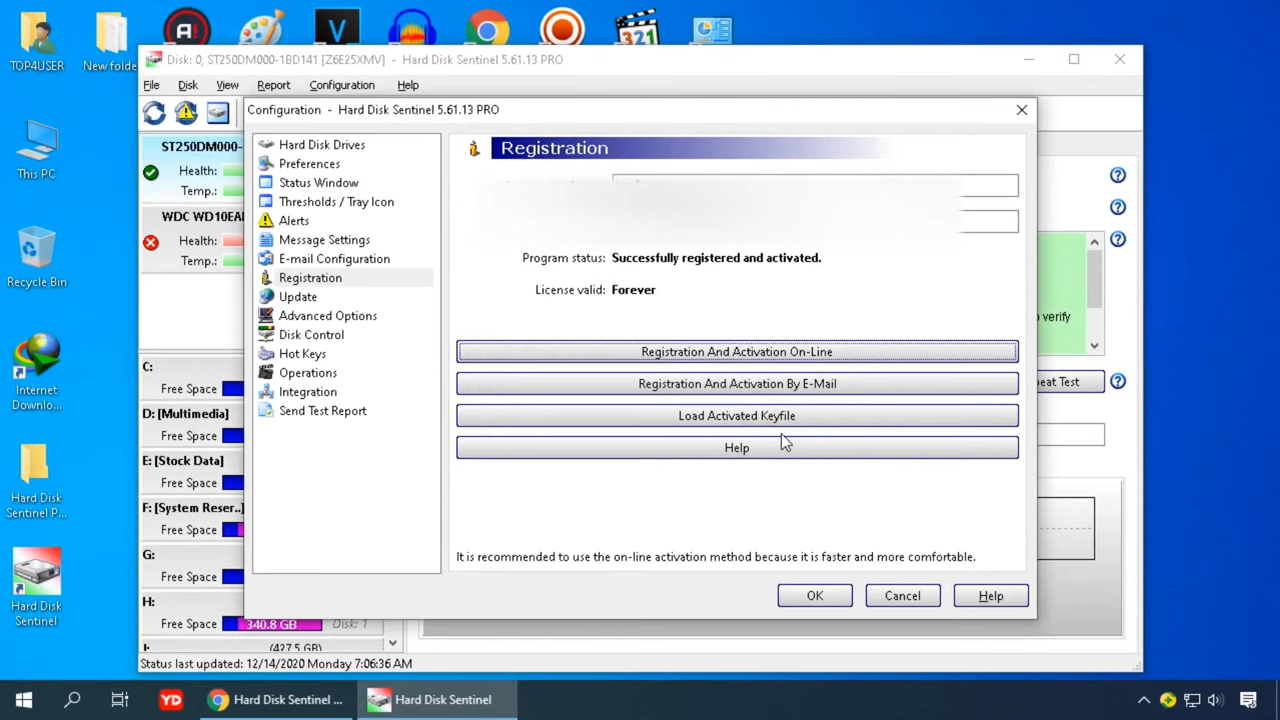 TOP4USER
New folde
This PC
Recycle Bin
Internet
Downlo...
Hard Disk
Sentinel P...
Hard Disk
Sentinel
Disk: 0, ST250DM000-1BD141 [Z6E25XMV] - Hard Disk Sentinel 5.61.13 PRO
File Disk View Report Configuration Help
ST250DM000-
Health:
Temp.:
WDC WD10EAL
Health:
Temp.:
C:
Free Space
D: [Multimedia]
Free Space
E: [Stock Data]
Free Space
F: [System Reser..]
Free Space
G:
Free Space
H:
Free Space 340.8 GB Disk: 1
(427.5 GB)
Status last updated: 12/14/2020 Monday 7:06:36 AM
o verify
eat Test
Configuration - Hard Disk Sentinel 5.61.13 PRO
Hard Disk Drives
Preferences
Status Window
Thresholds / Tray Icon
Alerts
Message Settings
E-mail Configuration
Registration
Update
Advanced Options
Disk Control
Hot Keys
Operations
Integration
Send Test Report
Registration
Program status: Successfully registered and activated.
License valid: Forever
Registration And Activation On-Line
Registration And Activation By E-Mail
Load Activated Keyfile
Help
It is recommended to use the on-line activation method because it is faster and more comfortable.
OK Cancel Help
YD
Hard Disk Sentinel ...
Hard Disk Sentinel
321